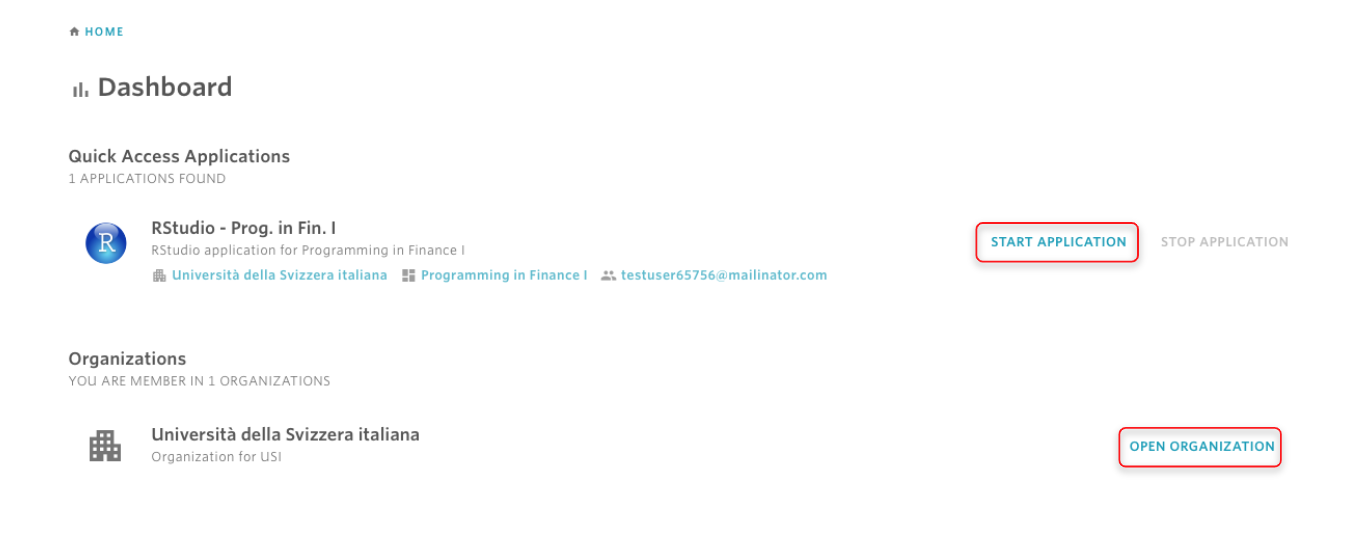 HOME
Dashboard
Quick Access Applications
1 APPLICATIONS FOUND
R
RStudio - Prog. in Fin. I
RStudio application for Programming in Finance I
Università della Svizzera italiana Programming in Finance I testuser65756@mailinator.com
START APPLICATION STOP APPLICATION
Organizations
YOU ARE MEMBER IN 1 ORGANIZATIONS
Università della Svizzera italiana
Organization for USI
OPEN ORGANIZATION